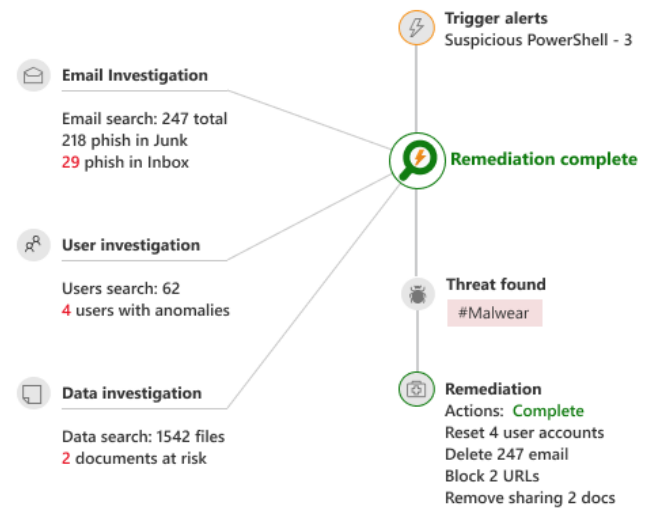 Trigger alerts
Suspicious PowerShell - 3
Email Investigation
Email search: 247 total
218 phish in Junk
29 phish in Inbox
Remediation complete
User investigation
Users search: 62
4 users with anomalies
Threat found
#Malwear
Data investigation
Data search: 1542 files
2 documents at risk
Remediation
Actions: Complete
Reset 4 user accounts
Delete 247 email
Block 2 URLs
Remove sharing 2 docs